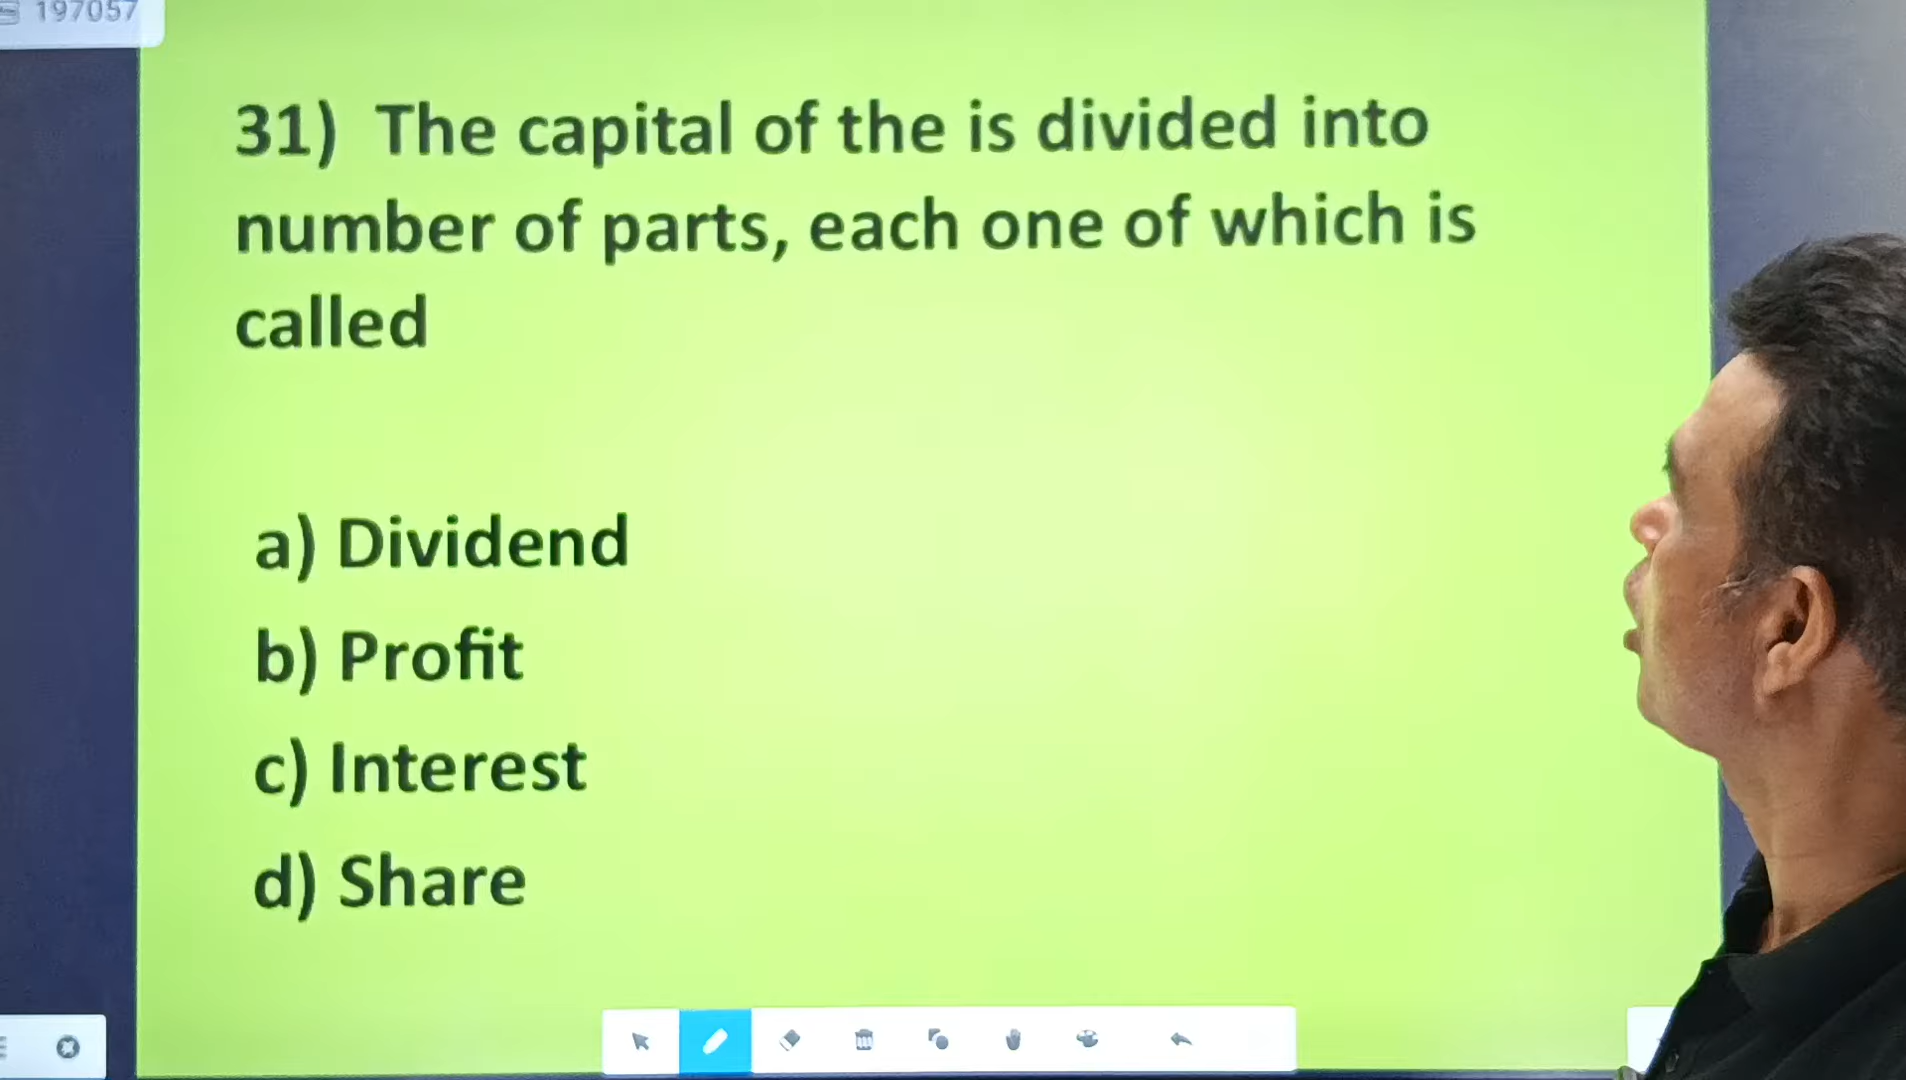 197057
31) The capital of the is divided into
number of parts, each one of which is
called
a) Dividend
b) Profit
c) Interest
d) Share